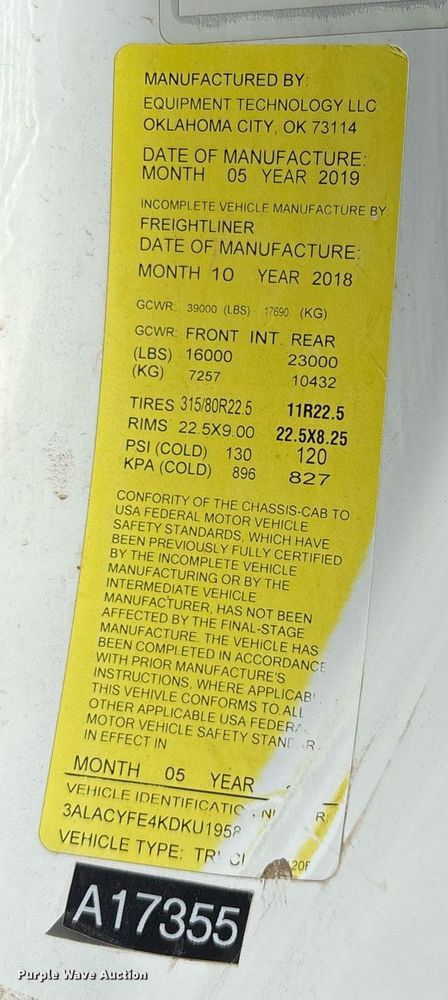 MANUFACTURED BY:
EQUIPMENT TECHNOLOGY LLC
OKLAHOMA CITY, OK 73114
DATE OF MANUFACTURE:
MONTH 05 YEAR 2019
INCOMPLETE VEHICLE MANUFACTURE BY
FREIGHTLINER
DATE OF MANUFACTURE:
MONTH 10 YEAR 2018
GCWR: 39000 (LBS) 17690 (KG)
GCWR: FRONT INT. REAR
(LBS) 16000 23000
(KG) 7257 10432
TIRES 315/80R22.5 11R22.5
RIMS 22.5X9.00 22.5X8.25
PSI (COLD) 130 120
KPA (COLD) 896 827
CONFORITY OF THE CHASSIS-CAB TO
USA FEDERAL MOTOR VEHICLE
SAFETY STANDARDS, WHICH HAVE
BEEN PREVIOUSLY FULLY CERTIFIED
BY THE INCOMPLETE VEHICLE
MANUFACTURING OR BY THE
INTERMEDIATE VEHICLE
MANUFACTURER, HAS NOT BEEN
AFFECTED BY THE FINAL-STAGE
MANUFACTURE. THE VEHICLE HAS
BEEN COMPLETED IN ACCORDANCE
WITH PRIOR MANUFACTURE'S
INSTRUCTIONS, WHERE APPLICAB
THIS VEHIVLE CONFORMS TO ALL
OTHER APPLICABLE USA FEDERA
MOTOR VEHICLE SAFETY
IN EFFECT IN
MONTH 05 YEAR
VEHICLE IDENTIFICATIO
3ALACYFE4KDKU1958
VEHICLE TYPE:
A17355
Purple Wave Auction